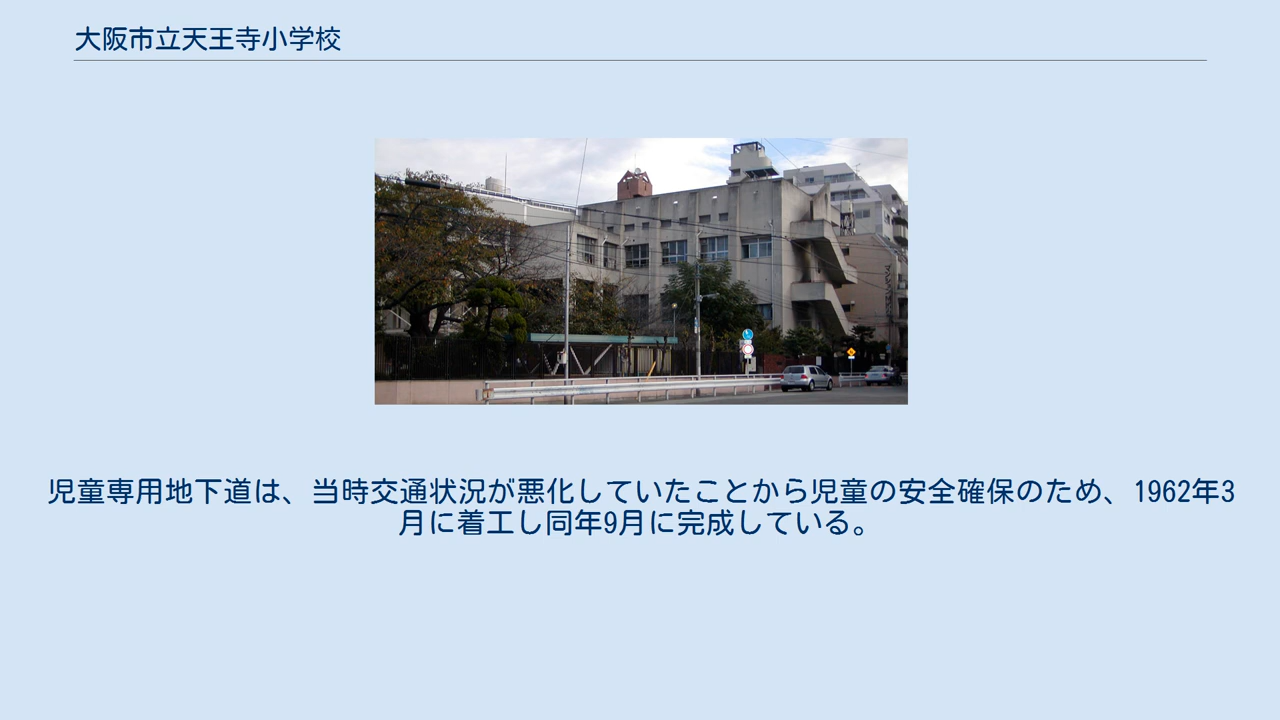 大阪市立天王寺小学校
児童専用地下道は、当時交通状況が悪化していたことから児童の安全確保のため、1962年3
月に着工し同年9月に完成している。